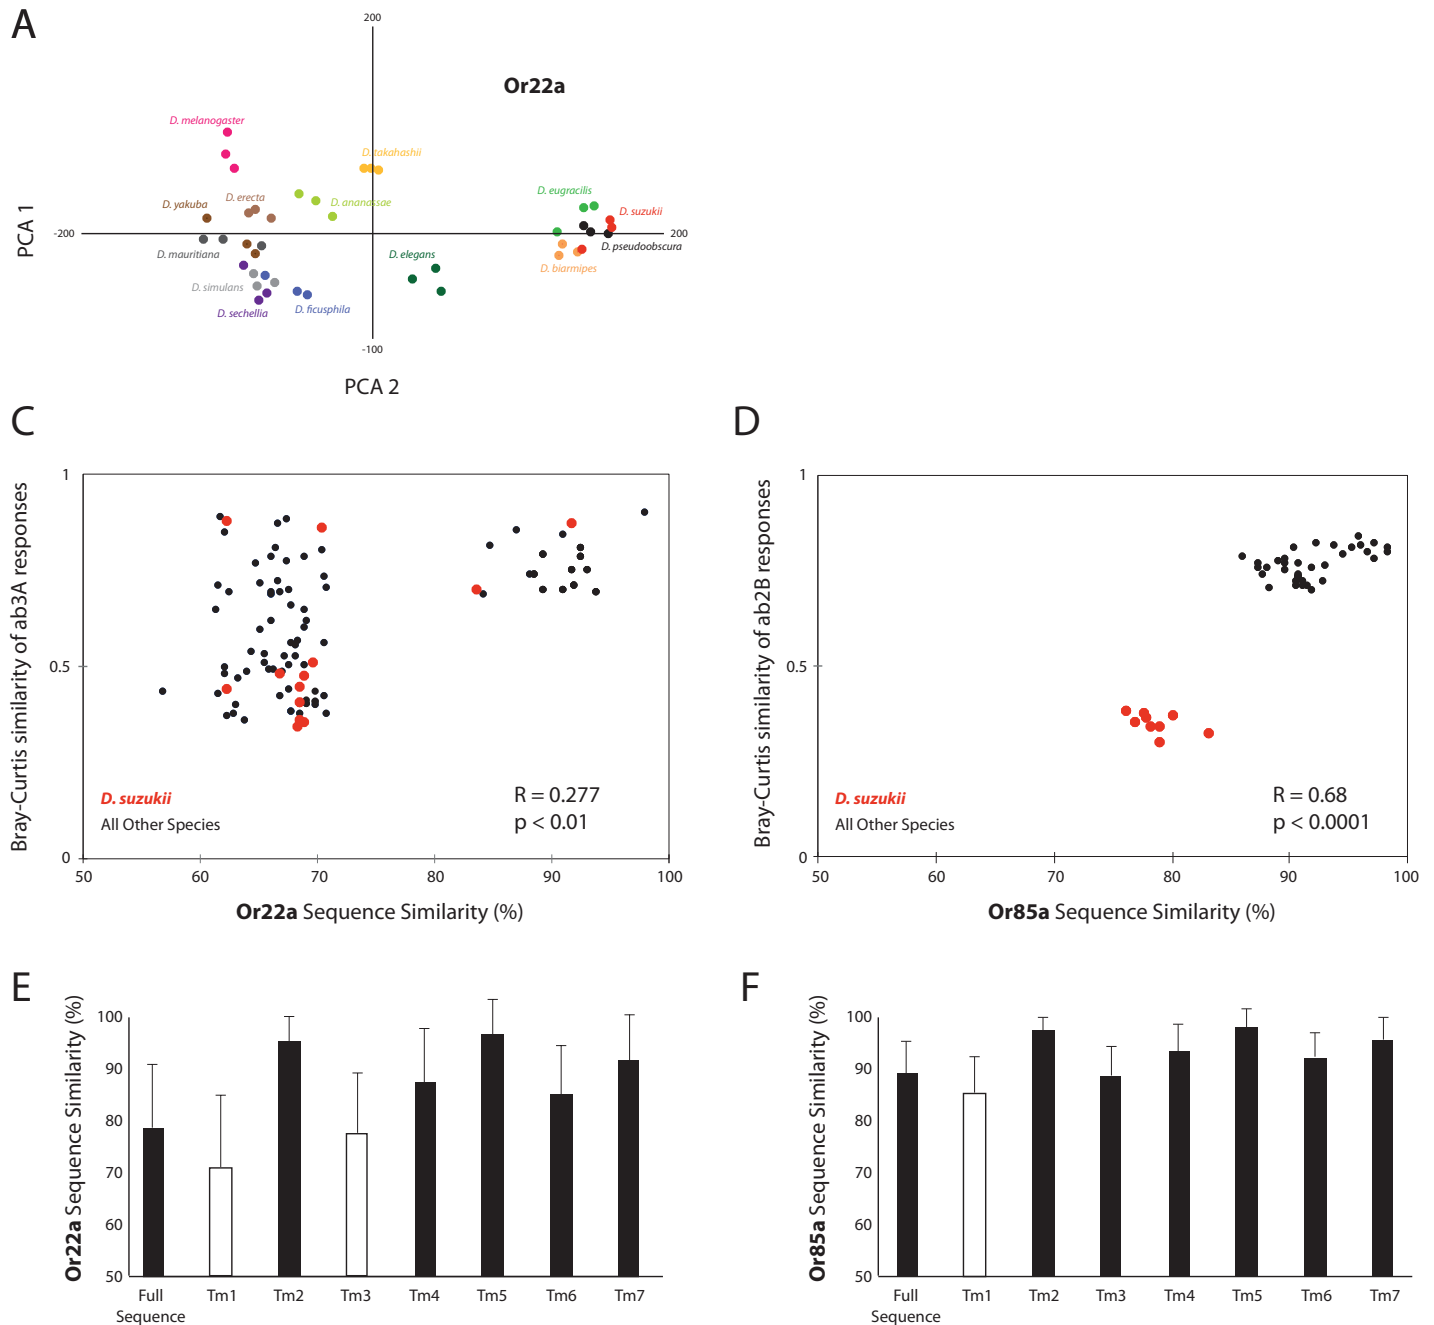 A
200
Or22a
D. melanogaster
D. takahashii
D. eugracilis
D. erecta
D. yakuba
D. ananassae
D. suzukii
PCA 1
-200
200
D. pseudoobscura
D. mauritiana
D. elegans
D. biarmipes
D. simulans
D. sechellia
D. ficusphila
-100
PCA 2
C
Bray-Curtis similarity of ab3A responses
1
0.5
0
D. suzukii
All Other Species
R = 0.277
p < 0.01
50 60 70 80 90 100
Or22a Sequence Similarity (%)
D
Bray-Curtis similarity of ab2B responses
1
0.5
0
D. suzukii
All Other Species
R = 0.68
p < 0.0001
50 60 70 80 90 100
Or85a Sequence Similarity (%)
E
Or22a Sequence Similarity (%)
100
90
80
70
60
50
Full Tm1 Tm2 Tm3 Tm4 Tm5 Tm6 Tm7
Sequence
F
Or85a Sequence Similarity (%)
100
90
80
70
60
50
Full Tm1 Tm2 Tm3 Tm4 Tm5 Tm6 Tm7
Sequence